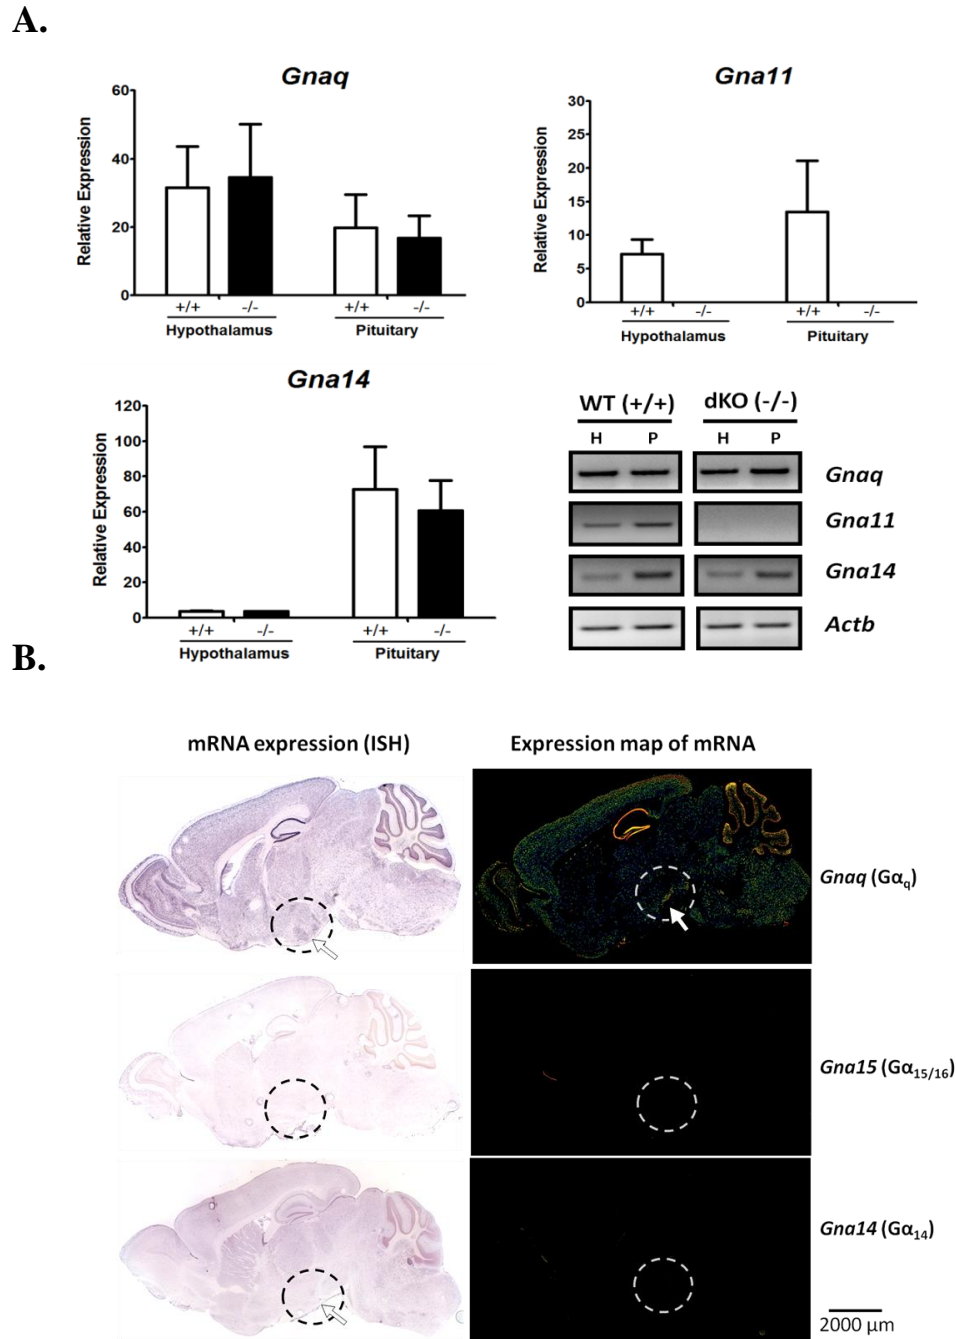 A.
Gnaq
Relative Expression
60
40
20
0
+/+ -/- +/+ -/-
Hypothalamus Pituitary
Gna11
Relative Expression
30
25
20
15
10
5
0
+/+ -/- +/+ -/-
Hypothalamus Pituitary
Gna14
Relative Expression
120
100
80
60
40
20
0
+/+ -/- +/+ -/-
Hypothalamus Pituitary
WT (+/+) dKO (-/-)
H P H P
Gnaq
Gna11
Gna14
Actb
B.
mRNA expression (ISH) Expression map of mRNA
Gnaq (Gαq)
Gna15 (Gα15/16)
Gna14 (Gα14)
2000 µm